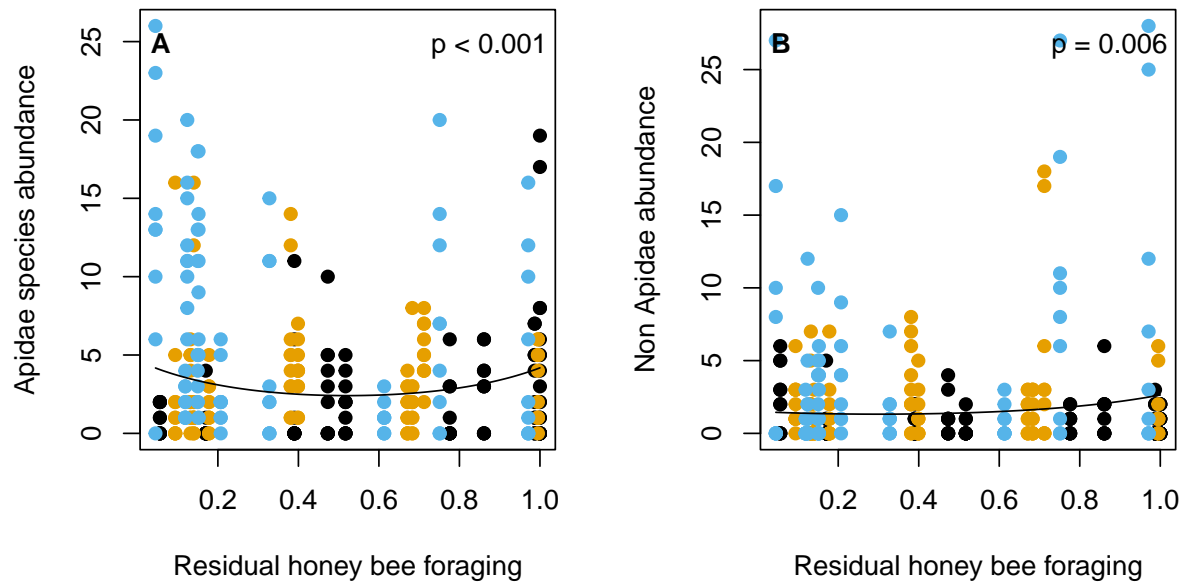 A
p < 0.001
Apidae species abundance
25
20
15
10
5
0
0.2 0.4 0.6 0.8 1.0
Residual honey bee foraging
B
p = 0.006
Non Apidae abundance
25
20
15
10
5
0
0.2 0.4 0.6 0.8 1.0
Residual honey bee foraging